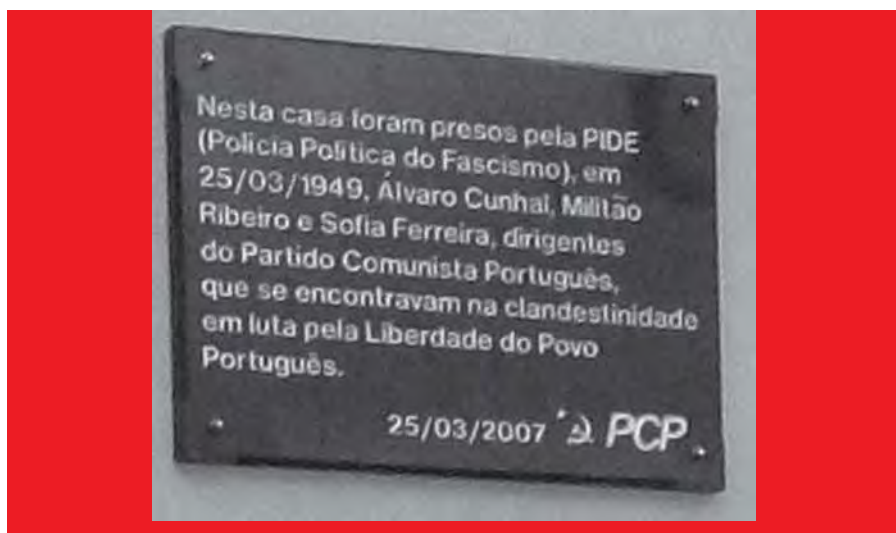 Nesta casa foram presos pela PIDE
(Polícia Política do Fascismo), em
25/03/1949, Álvaro Cunhal, Militão
Ribeiro e Sofia Ferreira, dirigentes
do Partido Comunista Português,
que se encontravam na clandestinidade
em luta pela Liberdade do Povo
Português.
25/03/2007 PCP